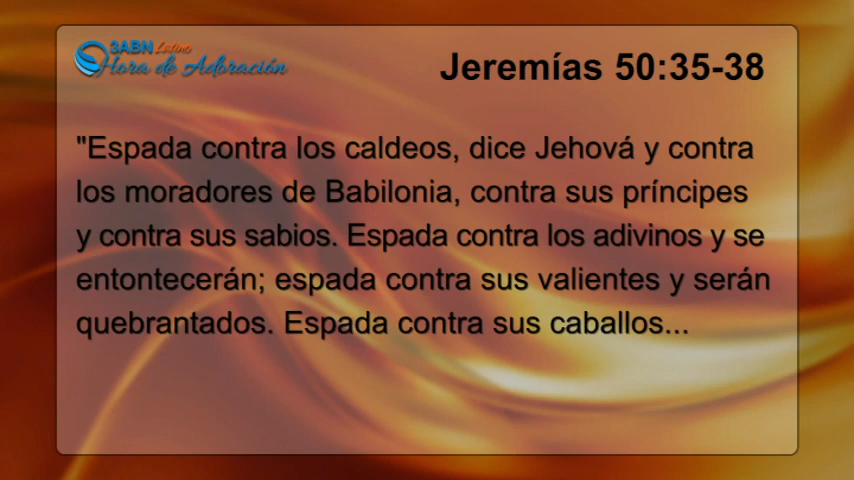 3ABN Latino
Hora de Adoración
Jeremías 50:35-38
"Espada contra los caldeos, dice Jehová y contra
los moradores de Babilonia, contra sus príncipes
y contra sus sabios. Espada contra los adivinos y se
entontecerán; espada contra sus valientes y serán
quebrantados. Espada contra sus caballos...